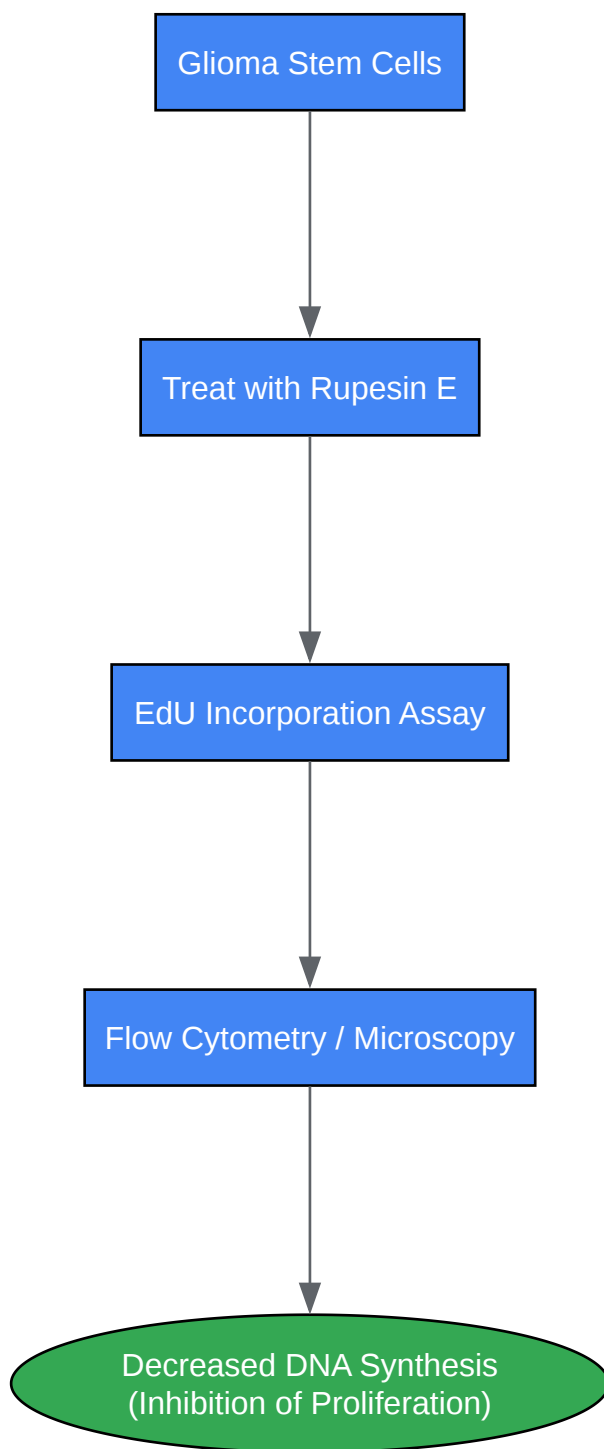 Glioma Stem Cells
Treat with Rupesin E
EdU Incorporation Assay
Flow Cytometry / Microscopy
Decreased DNA Synthesis
(Inhibition of Proliferation)